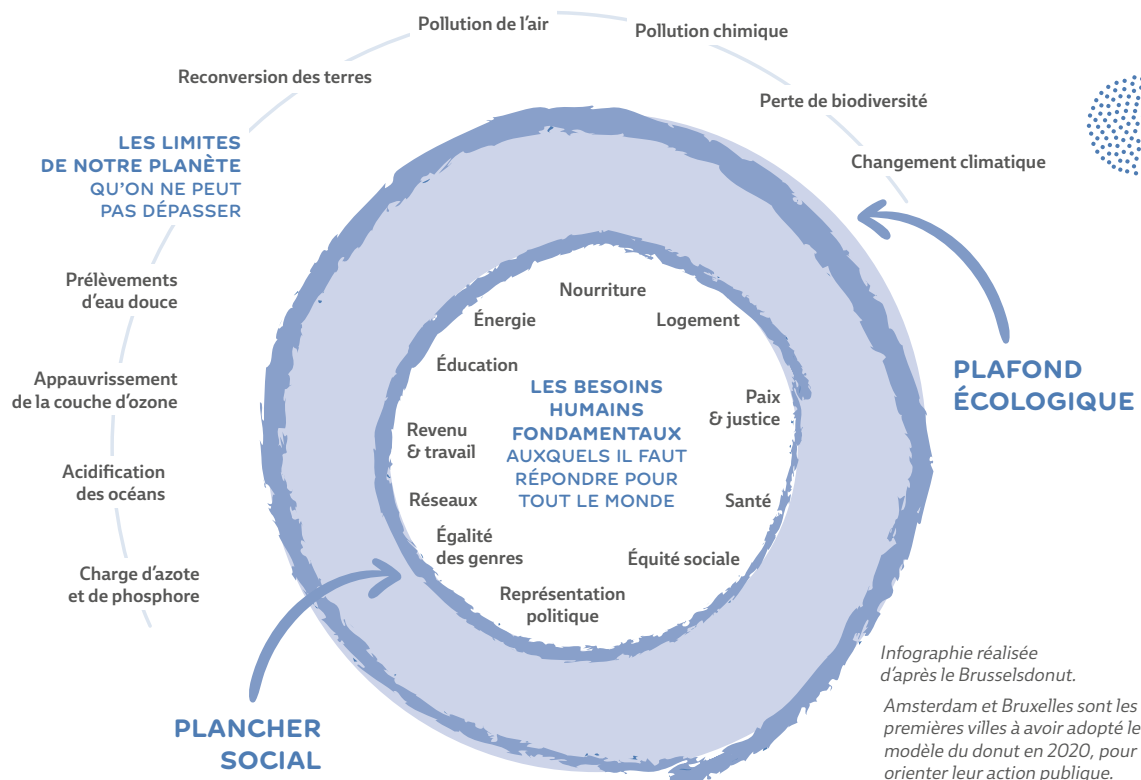 Pollution de l'air
Pollution chimique
Reconversion des terres
Perte de biodiversité
Changement climatique
LES LIMITES
DE NOTRE PLANÈTE
QU'ON NE PEUT
PAS DÉPASSER
Prélèvements
d'eau douce
Appauvrissement
de la couche d'ozone
Acidification
des océans
Charge d'azote
et de phosphore
PLAFOND
ÉCOLOGIQUE
Nourriture
Énergie
Logement
Éducation
LES BESOINS
HUMAINS
FONDAMENTAUX
AUXQUELS IL FAUT
RÉPONDRE POUR
TOUT LE MONDE
Paix
& justice
Revenu
& travail
Réseaux
Santé
Égalité
des genres
Équité sociale
Représentation
politique
PLANCHER
SOCIAL
Infographie réalisée
d'après le Brusselsdonut.
Amsterdam et Bruxelles sont les
premières villes à avoir adopté le
modèle du donut en 2020, pour
orienter leur action publique.